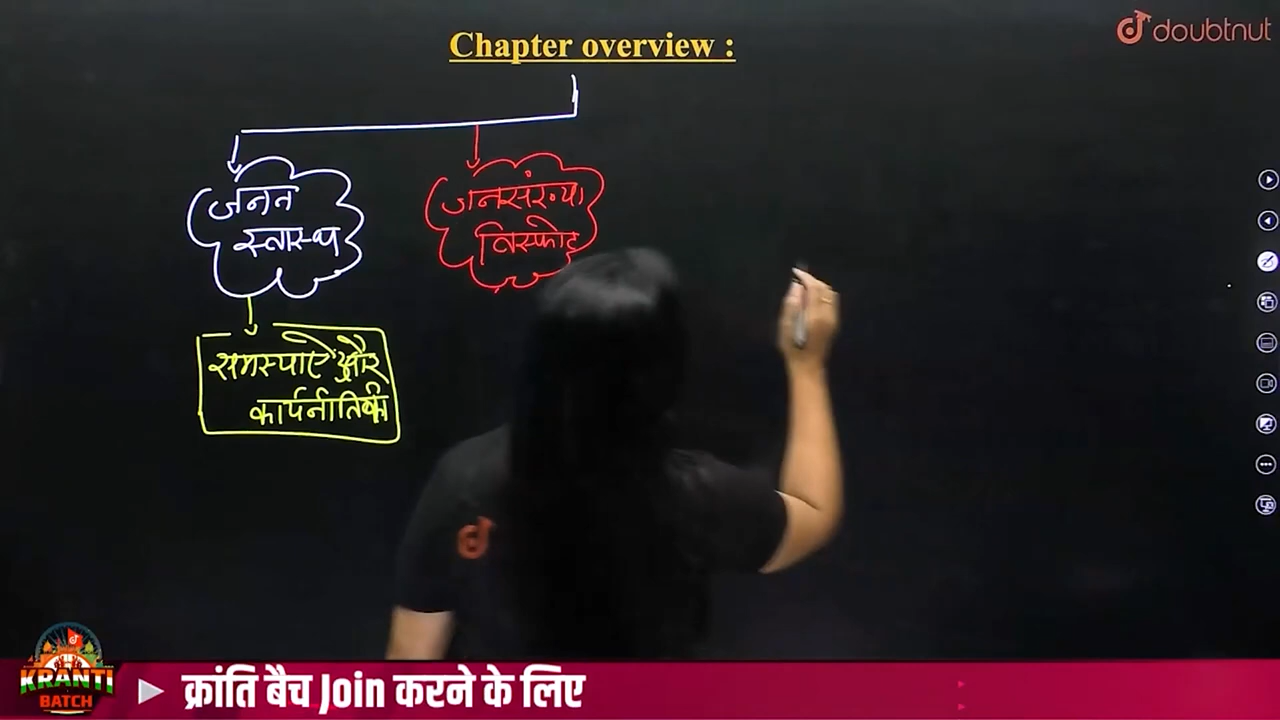 Chapter overview :
doubtnut
जनन
स्वास्थ्य
जनसंख्या
विस्फोट
समस्याऐं और
कार्यनीतियाँ
KRANTI
BATCH
क्रांति बैच Join करने के लिए